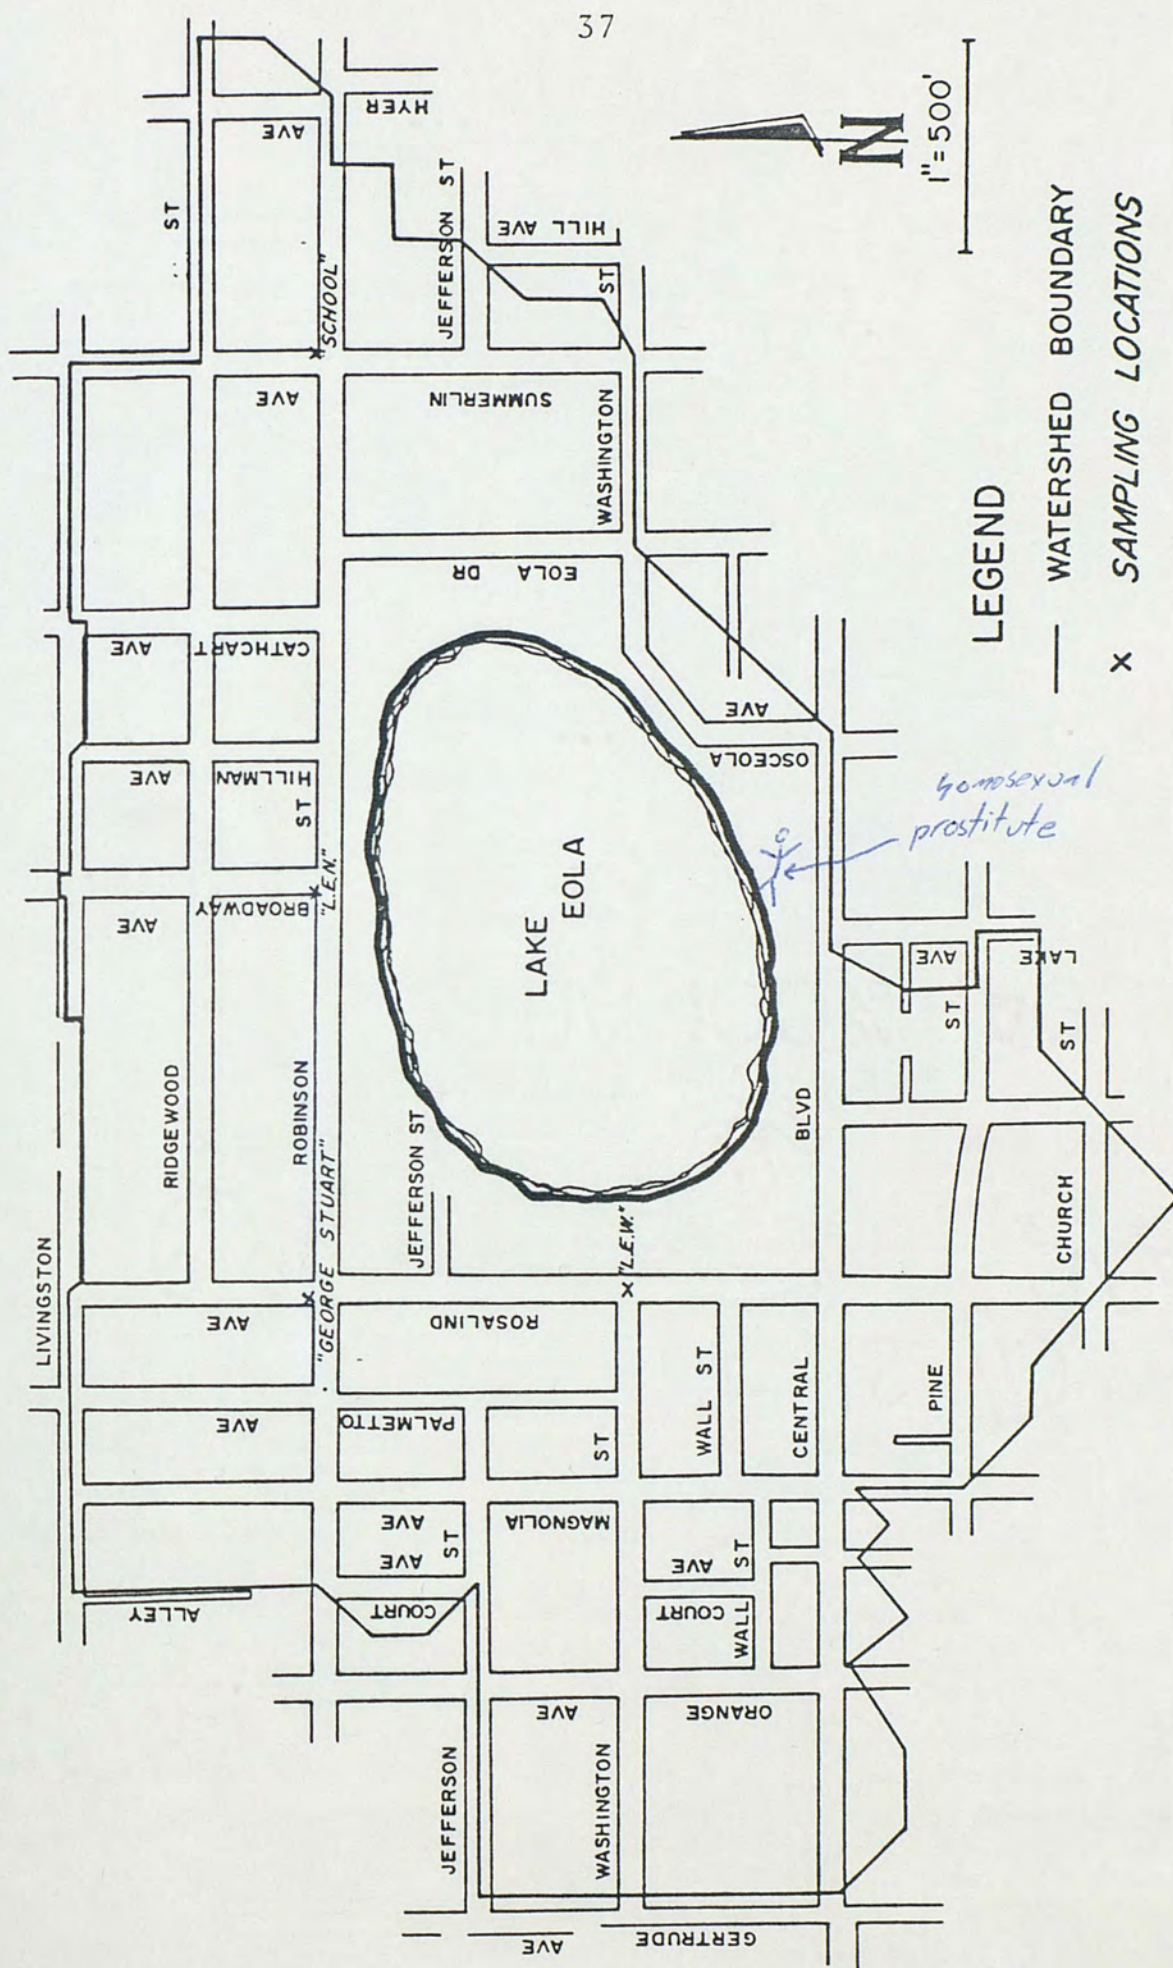 37
LIVINGSTON
ST
RIDGEWOOD
ROBINSON
ST
"GEORGE STUART"
"L.E.N."
"SCHOOL"
JEFFERSON ST
JEFFERSON ST
JEFFERSON
ST
WASHINGTON
ST
WASHINGTON
ST
"L.E.W."
WALL ST
WALL
ST
CENTRAL
BLVD
PINE
ST
CHURCH
ST
ALLEY
GERTRUDE
AVE
ORANGE
AVE
COURT
AVE
COURT
AVE
MAGNOLIA
AVE
PALMETTO
AVE
ROSALIND
AVE
BROADWAY
AVE
HILLMAN
AVE
CATHCART
AVE
EOLA DR
OSCEOLA
AVE
LAKE
AVE
SUMMERLIN
AVE
HILL AVE
HYER
AVE
LAKE
EOLA
homosexual
prostitute
N
1"=500'
LEGEND
WATERSHED BOUNDARY
X SAMPLING LOCATIONS